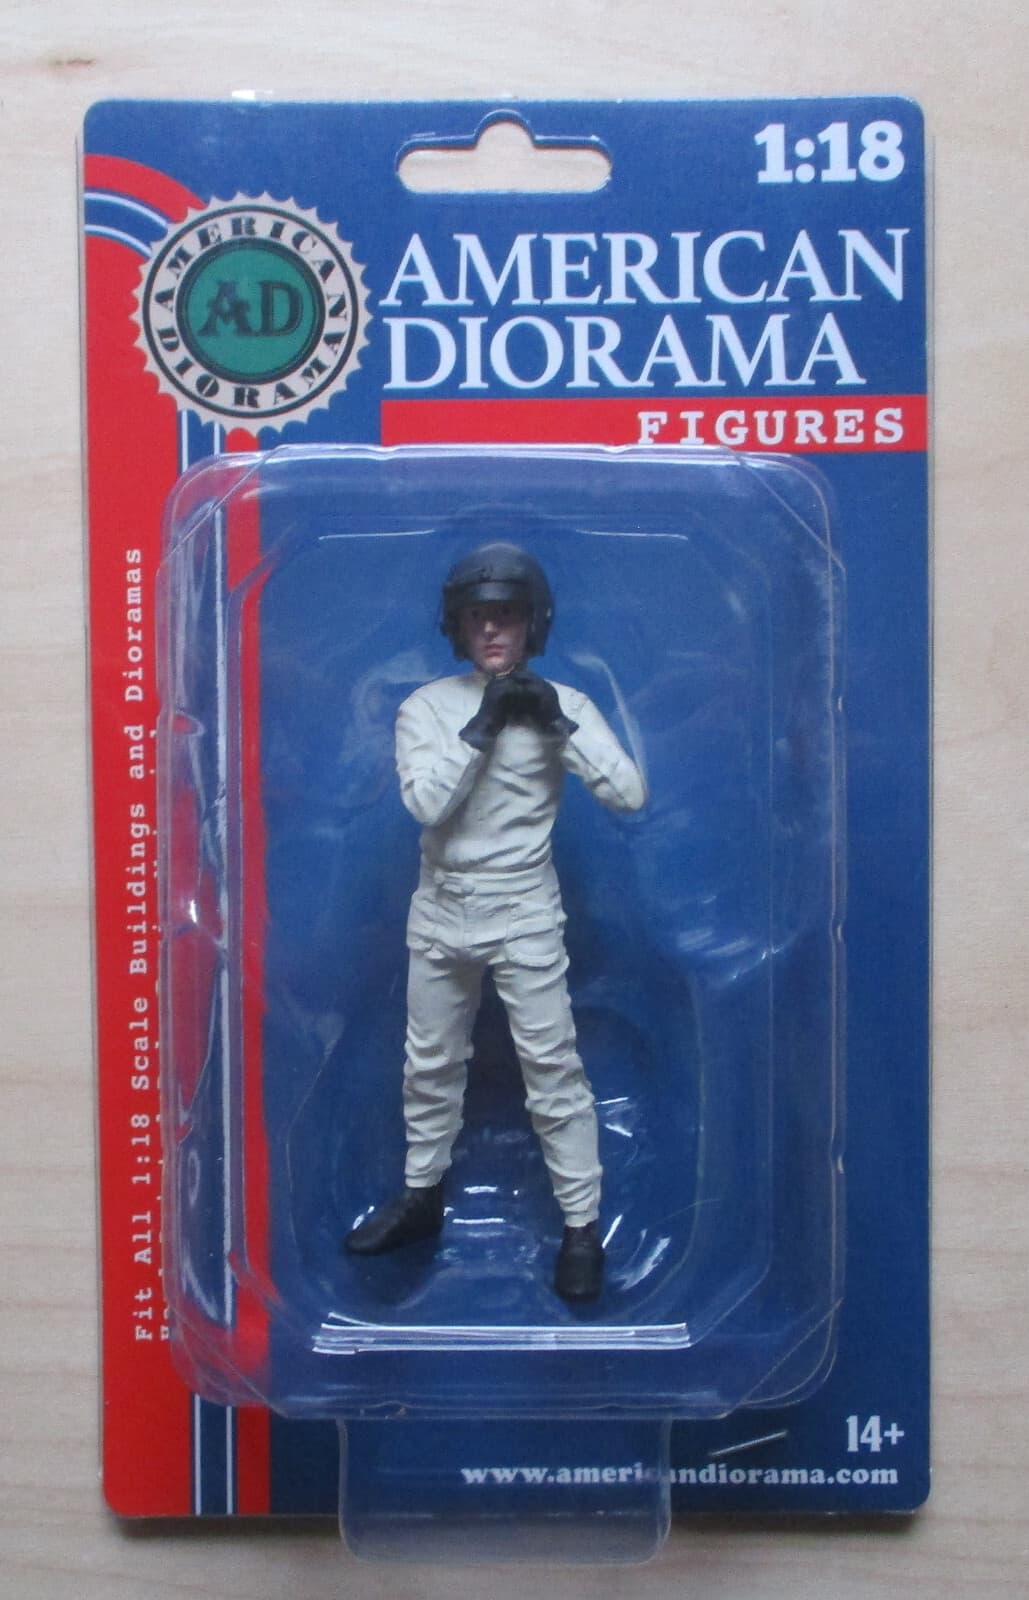 1:18
AMERICAN DIORAMA
AD
AMERICAN
DIORAMA
FIGURES
Fit All 1:18 Scale Buildings and Dioramas
14+
www.americandiorama.com